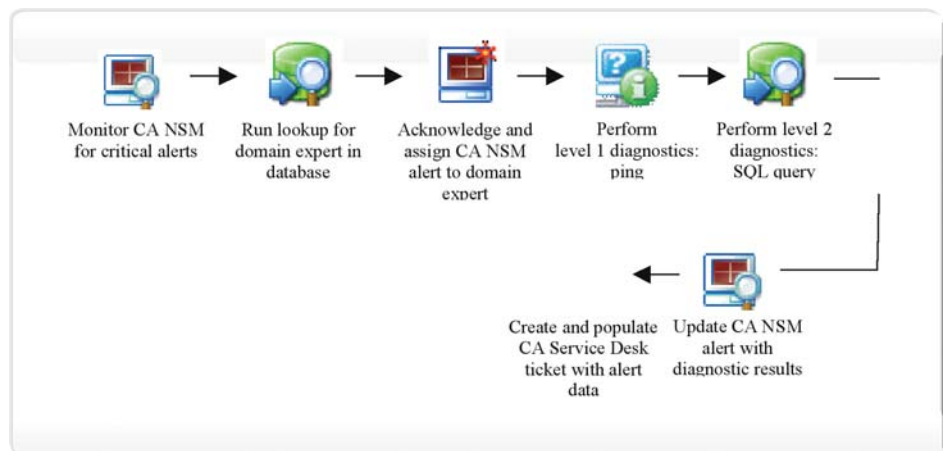 Monitor CA NSM
for critical alerts
Run lookup for
domain expert in
database
Acknowledge and
assign CA NSM
alert to domain
expert
Perform
level 1 diagnostics:
ping
Perform level 2
diagnostics:
SQL query
Update CA NSM
alert with
diagnostic results
Create and populate
CA Service Desk
ticket with alert
data